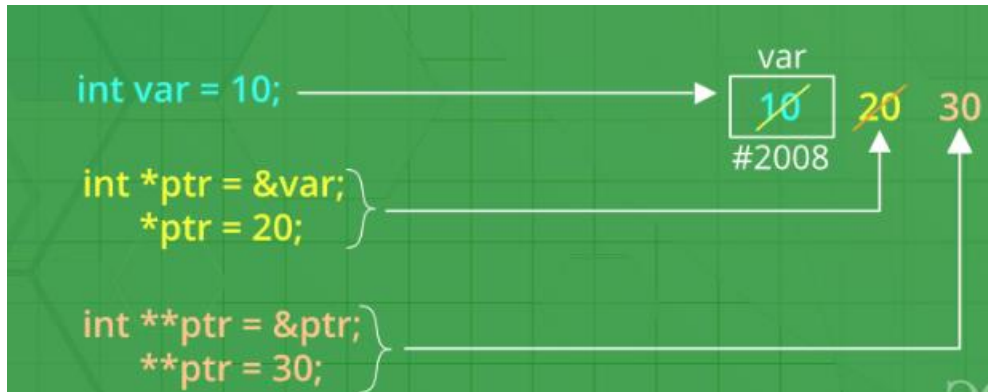 var
int var = 10; 10 20 30
#2008
int *ptr = &var;
*ptr = 20;
int **ptr = &ptr;
**ptr = 30;